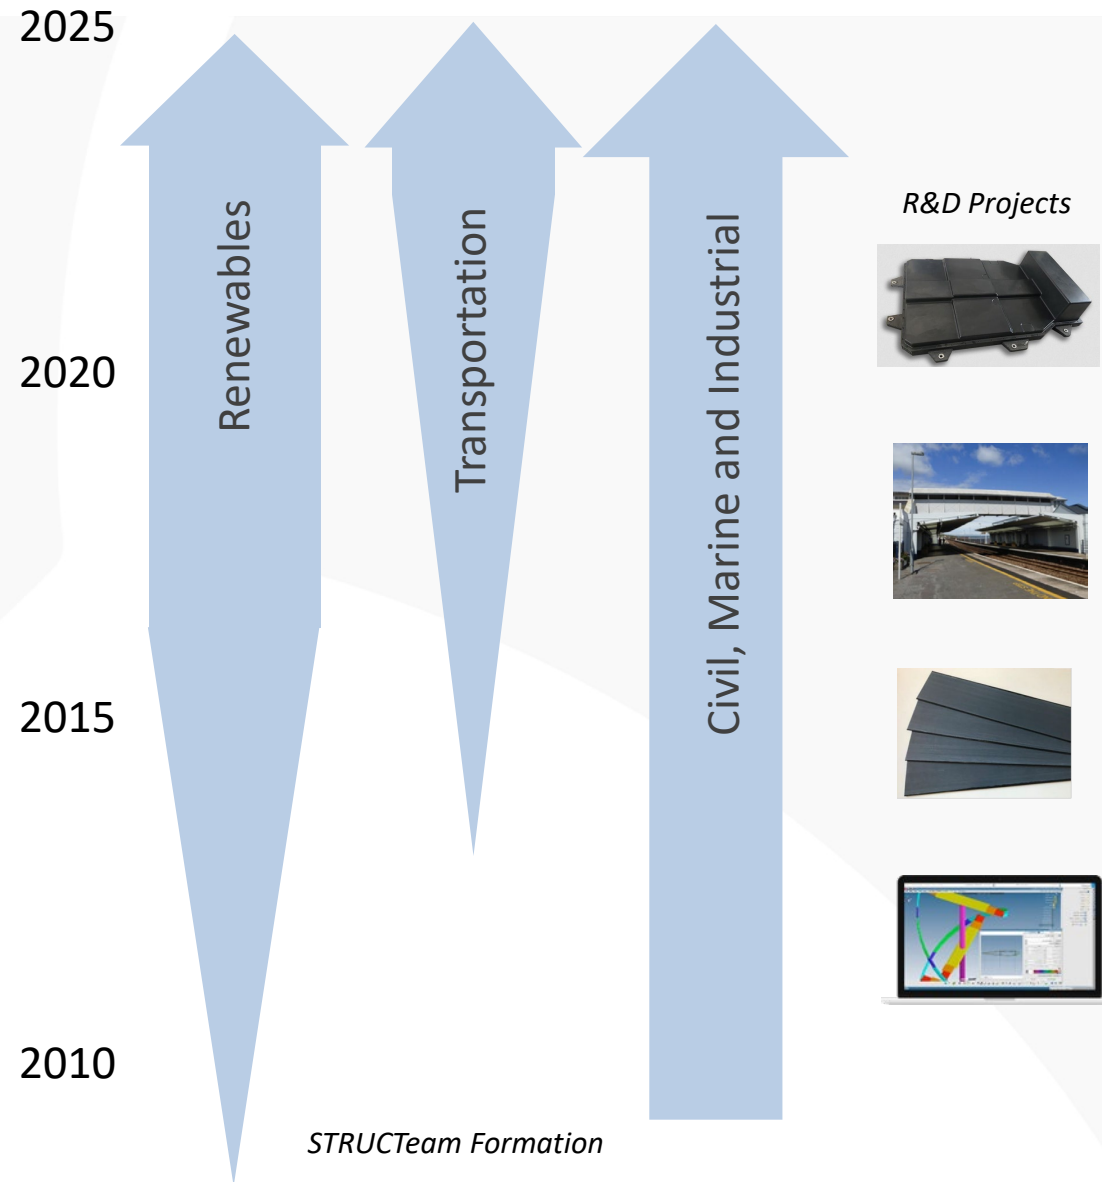 2025
2020
2015
2010
Renewables
Transportation
Civil, Marine and Industrial
R&D Projects
STRUCTeam Formation